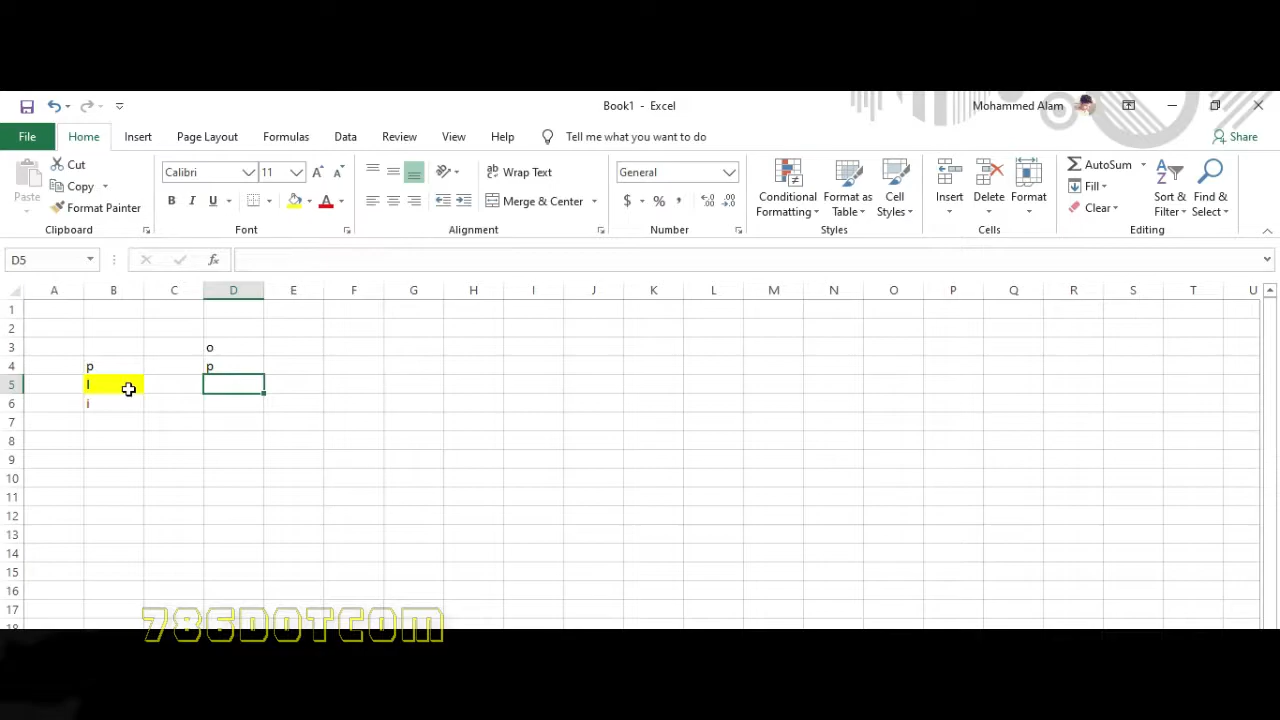 Book1 - Excel
Mohammed Alam
File Home Insert Page Layout Formulas Data Review View Help Tell me what you want to do Share
Paste
Cut
Copy
Format Painter
Clipboard
Calibri 11
B I U
Font
Wrap Text
Merge & Center
Alignment
General
$ % ,
Number
Conditional Formatting
Format as Table
Cell Styles
Styles
Insert Delete Format
Cells
AutoSum
Fill
Clear
Sort & Filter
Find & Select
Editing
D5 fx
A B C D E F G H I J K L M N O P Q R S T U
1
2
3 o
4 p p
5 l
6 i
7
8
9
10
11
12
13
14
15
16
17
18
786DOTCOM